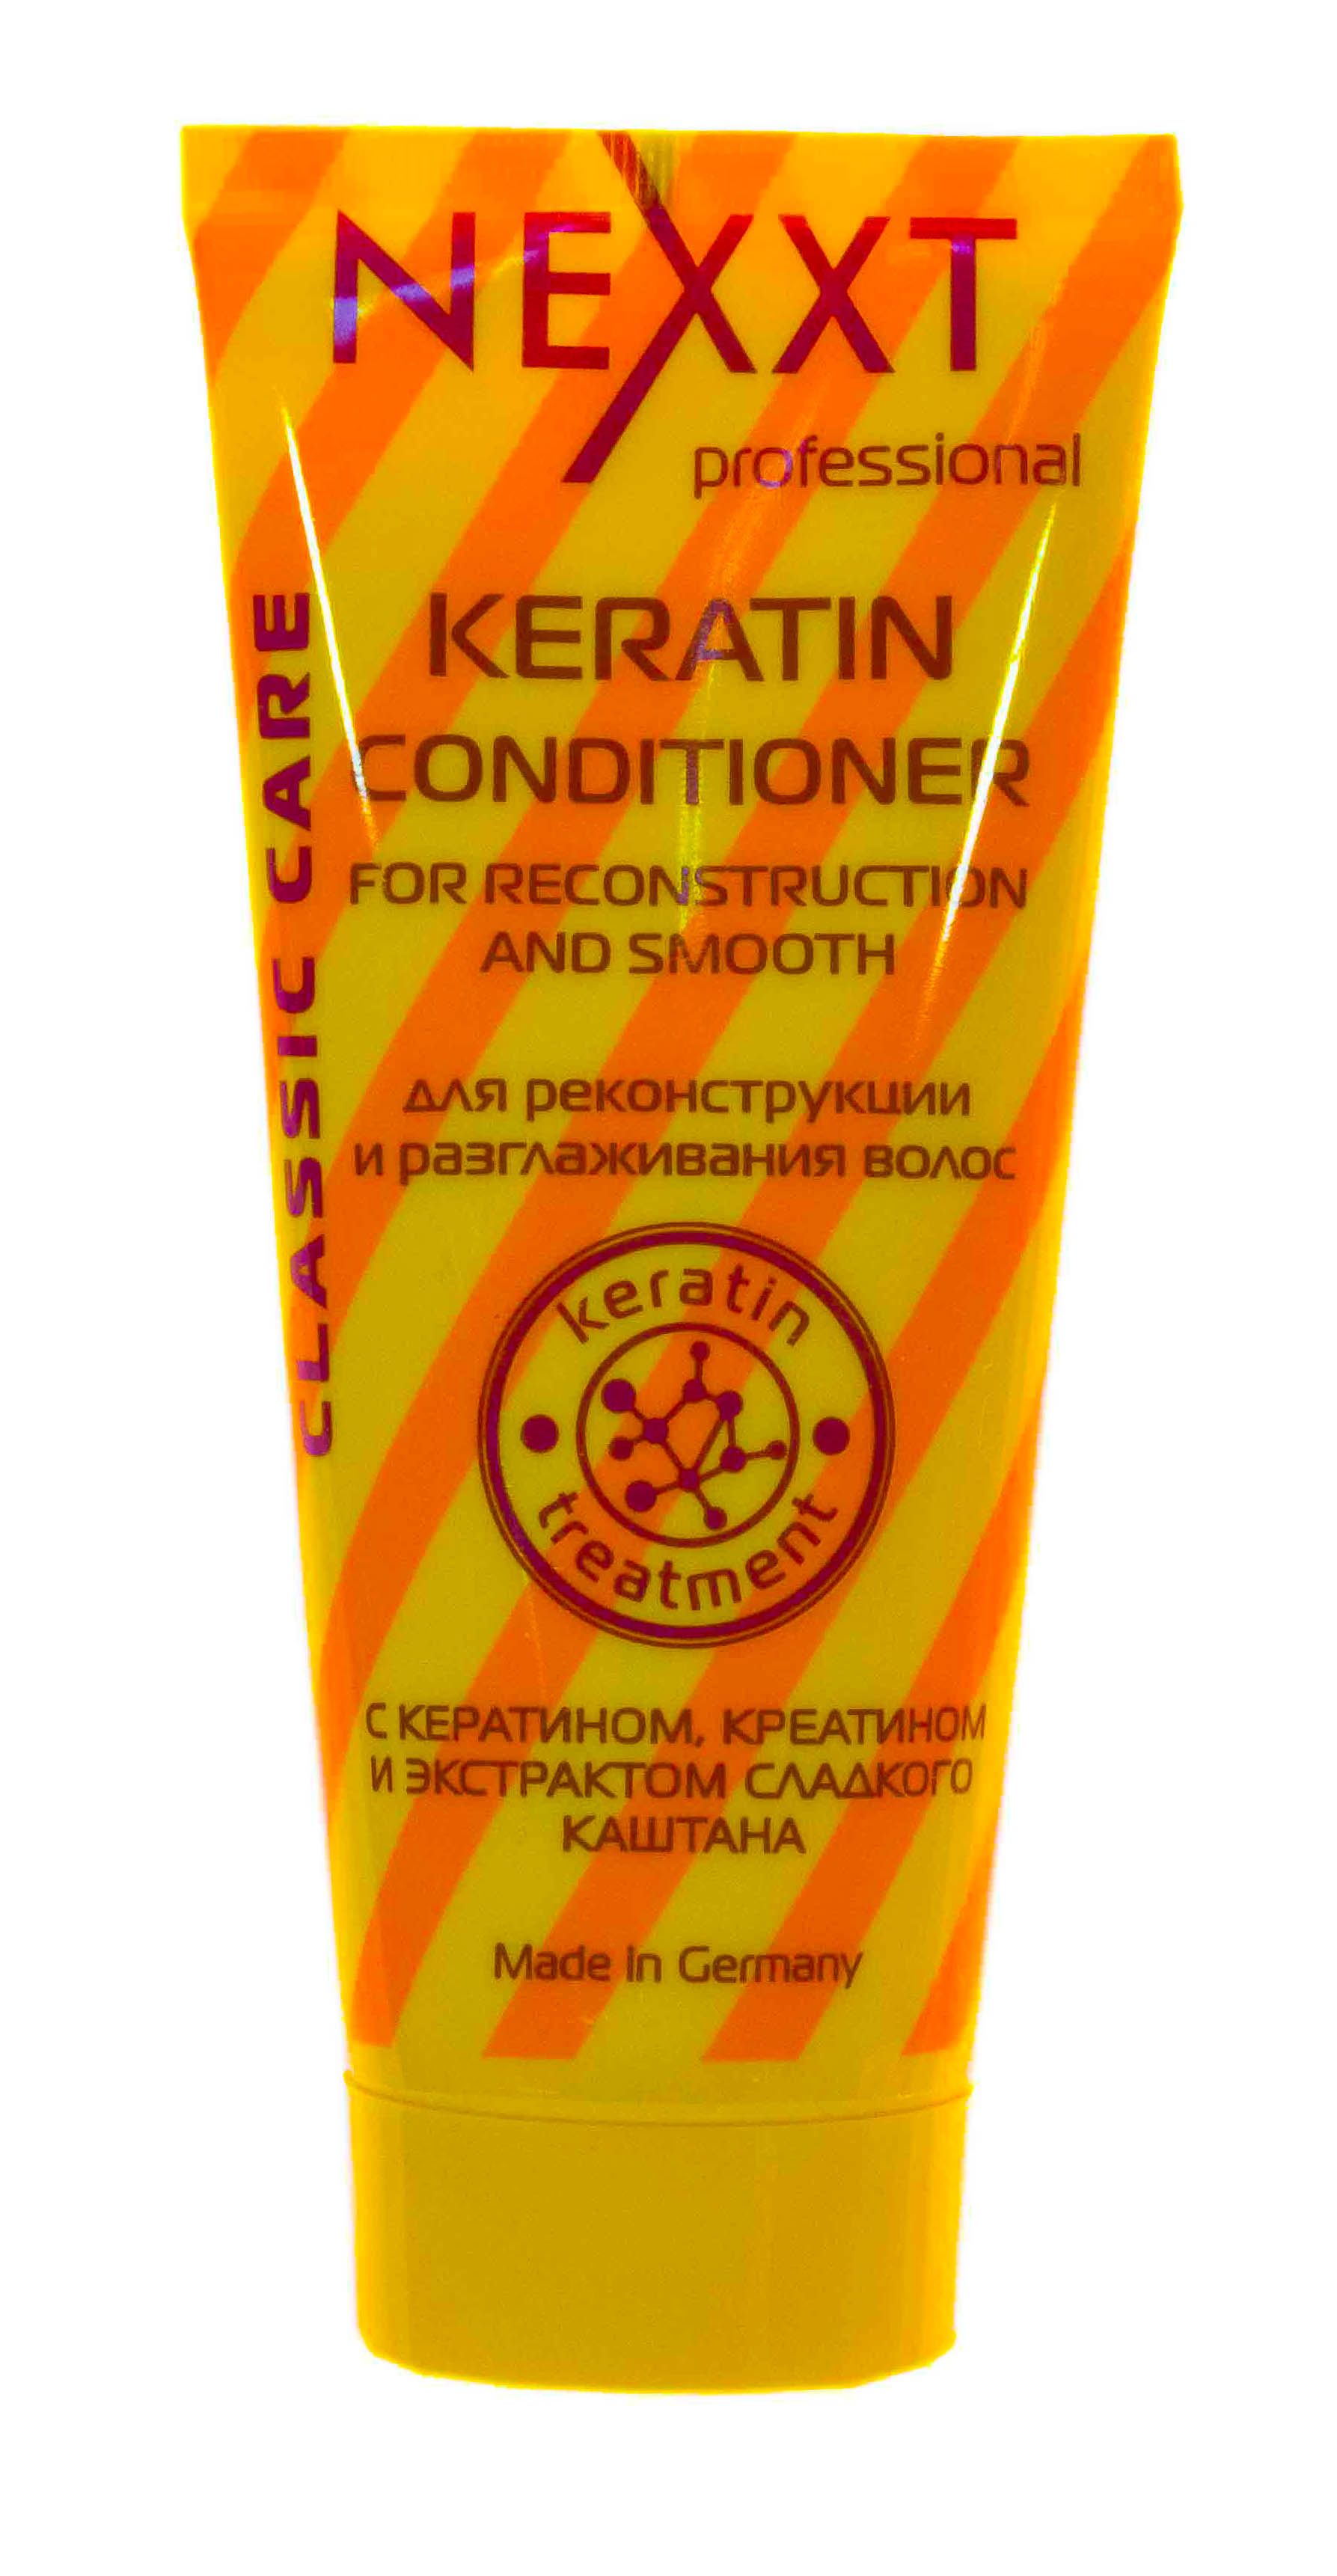 NEXXT
professional
CLASSIC CARE
KERATIN
CONDITIONER
FOR RECONSTRUCTION
AND SMOOTH
для реконструкции
и разглаживания волос
keratin
treatment
С КЕРАТИНОМ, КРЕАТИНОМ
И ЭКСТРАКТОМ СЛАДКОГО
КАШТАНА
Made in Germany